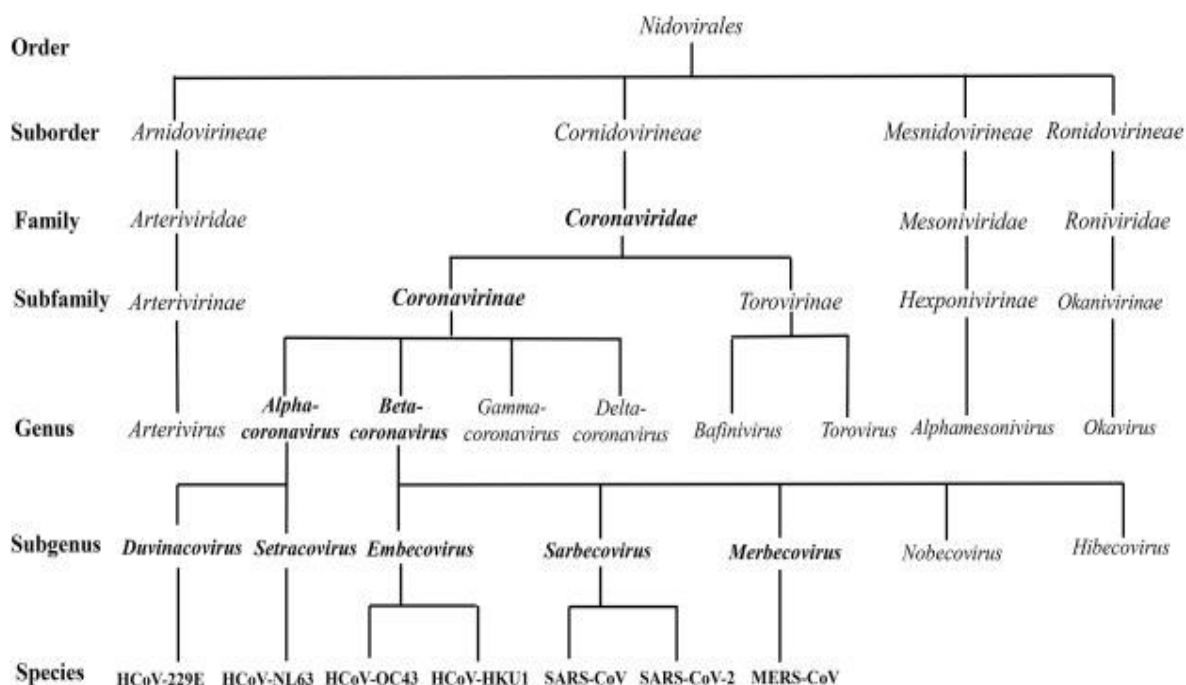 Nidovirales
Order
Suborder Arnidovirineae Cornidovirineae Mesnidovirineae Ronidovirineae
Family Arteriviridae Coronaviridae Mesoniviridae Roniviridae
Subfamily Arterivirinae Coronavirinae Torovirinae Hexponivirinae Okanivirinae
Alpha- Beta- Gamma- Delta-
Genus Arterivirus coronavirus coronavirus coronavirus coronavirus Bafinivirus Torovirus Alphamesonivirus Okavirus
Subgenus Duvinacovirus Setracovirus Embecovirus Sarbecovirus Merbecovirus Nobecovirus Hibecovirus
Species HCoV-229E HCoV-NL63 HCoV-OC43 HCoV-HKU1 SARS-CoV SARS-CoV-2 MERS-CoV